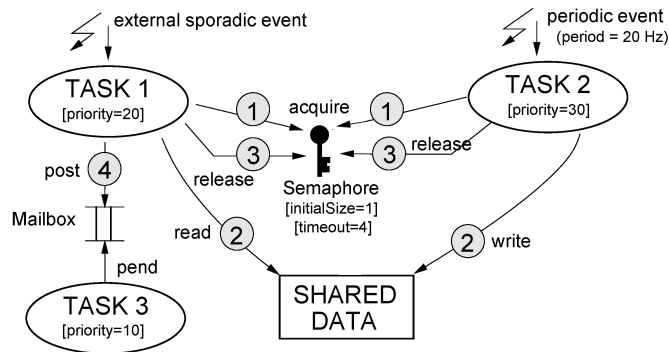 external sporadic event
periodic event
(period = 20 Hz)
TASK 1
[priority=20]
TASK 2
[priority=30]
1
acquire
1
3
release
3
release
4
post
Semaphore
[initialSize=1]
[timeout=4]
Mailbox
read
2
2
write
pend
TASK 3
[priority=10]
SHARED
DATA